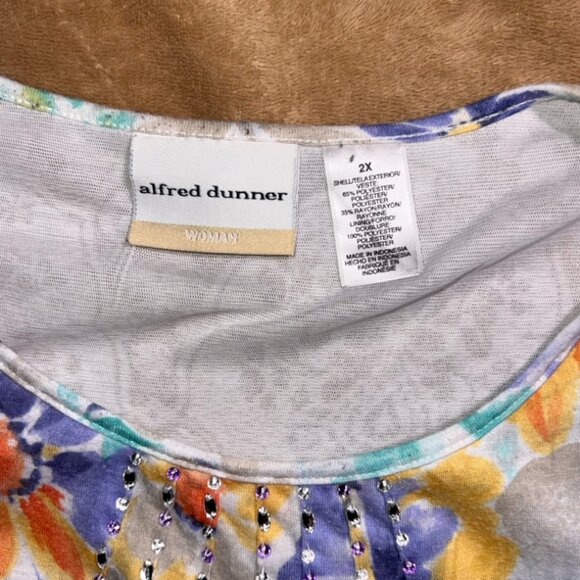 alfred dunner
WOMAN
2X
SHELL/TELA EXTERIOR/
VESTE
65% POLYESTER/
POLIÉSTER/
POLYESTER
35% RAYON/RAYON/
RAYONNE
LINING/FORRO/
DOUBLURE
100% POLYESTER/
POLIÉSTER/
POLYESTER
MADE IN INDONESIA
HECHO EN INDONESIA
FABRIQUÉ EN
INDONÉSIE